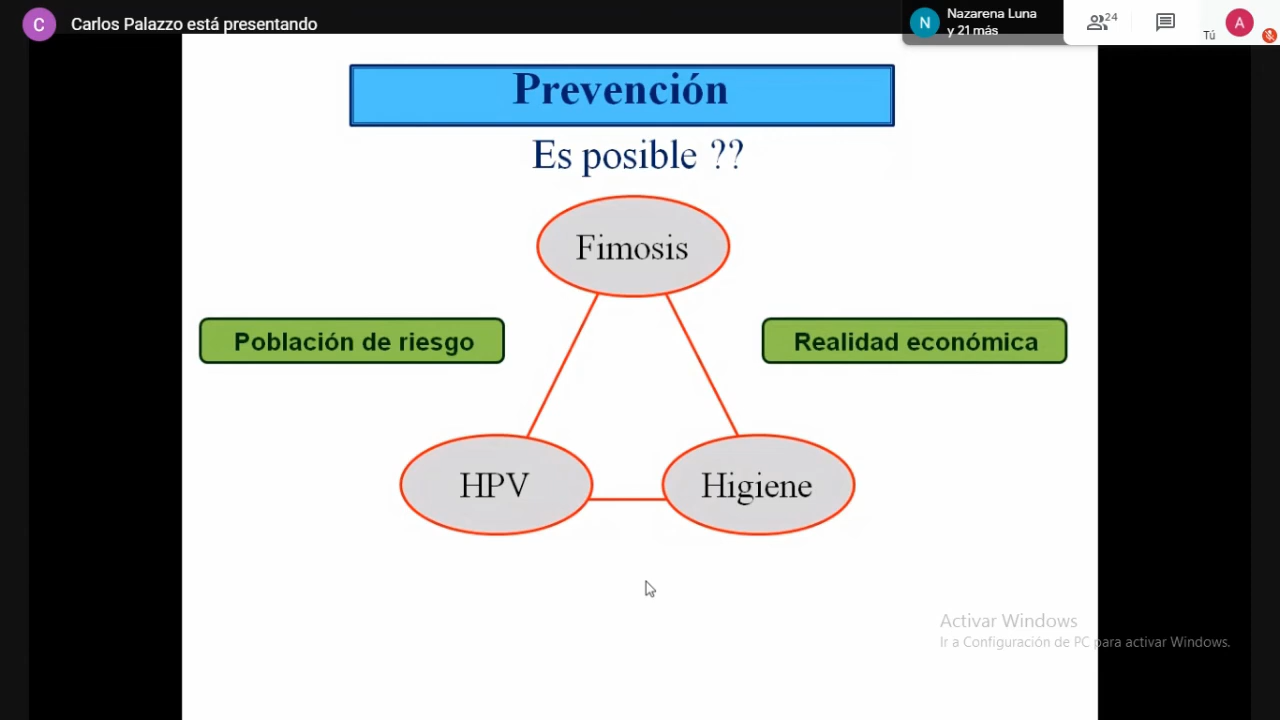 C Carlos Palazzo está presentando
N Nazarena Luna
y 21 más
24
Tú
A
Prevención
Es posible ??
Fimosis
Población de riesgo
Realidad económica
HPV
Higiene
Activar Windows
Ir a Configuración de PC para activar Windows.